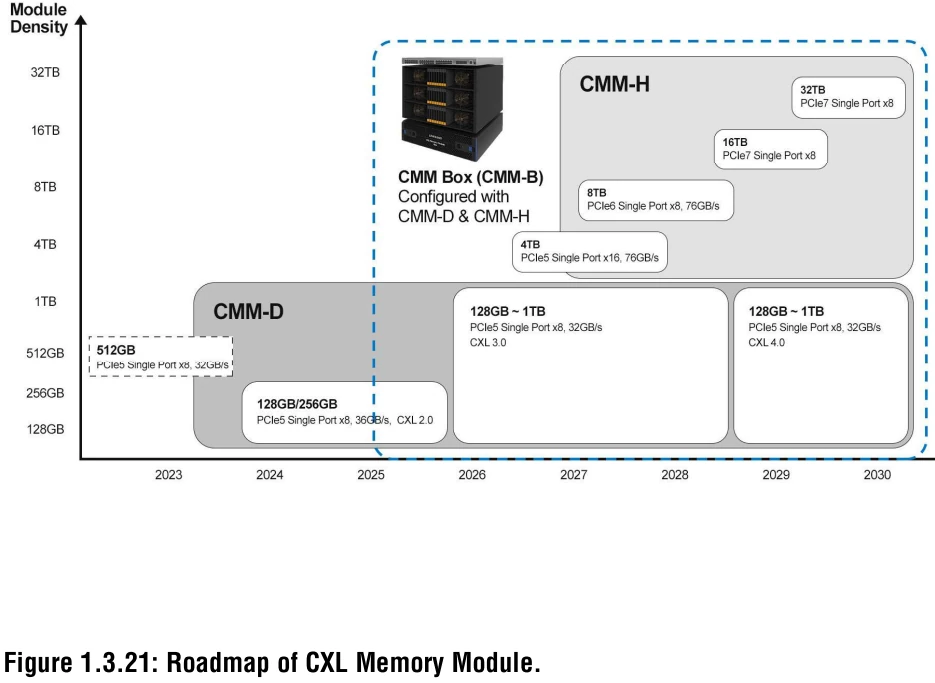 Module
Density
32TB
16TB
8TB
4TB
1TB
512GB
256GB
128GB
CMM Box (CMM-B)
Configured with
CMM-D & CMM-H
CMM-H
32TB
PCIe7 Single Port x8
16TB
PCIe7 Single Port x8
8TB
PCIe6 Single Port x8, 76GB/s
4TB
PCIe5 Single Port x16, 76GB/s
CMM-D
512GB
PCIe5 Single Port x8, 32GB/s
128GB/256GB
PCIe5 Single Port x8, 36GB/s, CXL 2.0
128GB ~ 1TB
PCIe5 Single Port x8, 32GB/s
CXL 3.0
128GB ~ 1TB
PCIe5 Single Port x8, 32GB/s
CXL 4.0
2023 2024 2025 2026 2027 2028 2029 2030
Figure 1.3.21: Roadmap of CXL Memory Module.